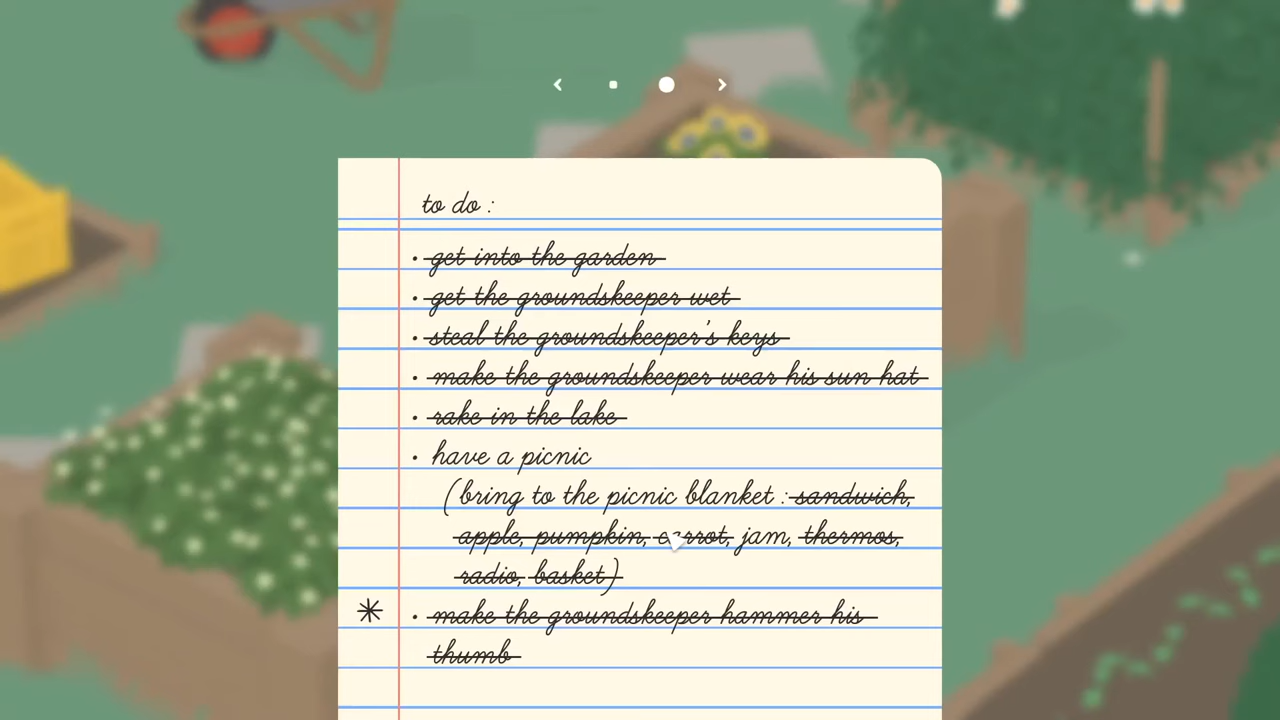 to do :
• get into the garden
• get the groundskeeper wet
• steal the groundskeeper's keys
• make the groundskeeper wear his sun hat
• rake in the lake
• have a picnic
(bring to the picnic blanket : sandwich,
apple, pumpkin, carrot, jam, thermos,
radio, basket)
• make the groundskeeper hammer his
thumb